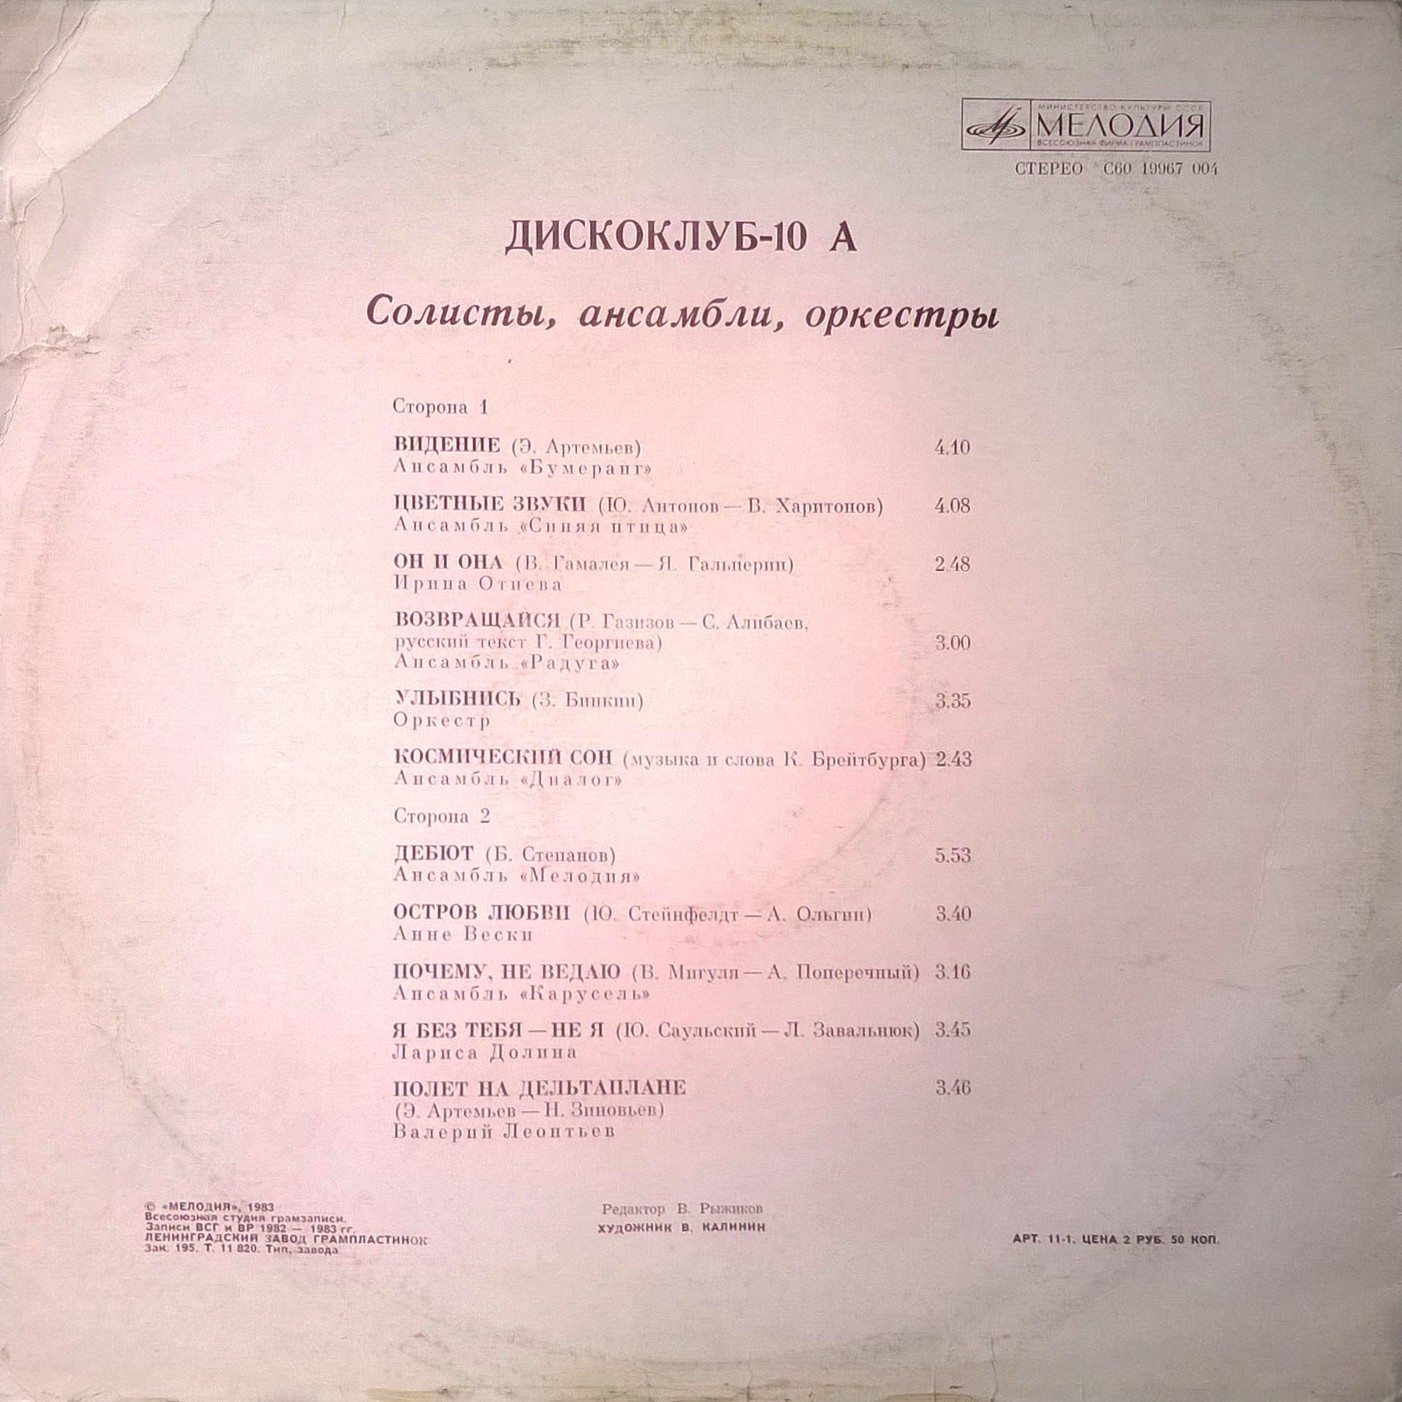 МИНИСТЕРСТВО КУЛЬТУРЫ СССР
МЕЛОДИЯ
ВСЕСОЮЗНАЯ ФИРМА ГРАМПЛАСТИНОК
СТЕРЕО С60 19967 004
ДИСКОКЛУБ-10 А
Солисты, ансамбли, оркестры
Сторона 1
ВИДЕНИЕ (Э. Артемьев) 4.10
Ансамбль «Бумеранг»
ЦВЕТНЫЕ ЗВУКИ (Ю. Антонов — В. Харитонов) 4.08
Ансамбль «Синяя птица»
ОН И ОНА (В. Гамалея — Я. Гальперин) 2.48
Ирина Отиева
ВОЗВРАЩАЙСЯ (Р. Газизов — С. Алибаев,
русский текст Г. Георгиева) 3.00
Ансамбль «Радуга»
УЛЫБНИСЬ (З. Бинкин) 3.35
Оркестр
КОСМИЧЕСКИЙ СОН (музыка и слова К. Брейтбурга) 2.43
Ансамбль «Диалог»
Сторона 2
ДЕБЮТ (Б. Степанов) 5.53
Ансамбль «Мелодия»
ОСТРОВ ЛЮБВИ (Ю. Стейнфелдт — А. Ольгин) 3.40
Анне Вески
ПОЧЕМУ, НЕ ВЕДАЮ (В. Мигуля — А. Поперечный) 3.16
Ансамбль «Карусель»
Я БЕЗ ТЕБЯ — НЕ Я (Ю. Саульский — Л. Завальнюк) 3.45
Лариса Долина
ПОЛЕТ НА ДЕЛЬТАПЛАНЕ 3.46
(Э. Артемьев — Н. Зиновьев)
Валерий Леонтьев
© «МЕЛОДИЯ», 1983
Всесоюзная студия грамзаписи.
Записи ВСГ и ВР 1982 — 1983 гг.
ЛЕНИНГРАДСКИЙ ЗАВОД ГРАМПЛАСТИНОК
Зак. 195. Т. 11 820. Тип. завода
Редактор В. Рыжиков
ХУДОЖНИК В. КАЛИНИН
АРТ. 11-1. ЦЕНА 2 РУБ. 50 КОП.